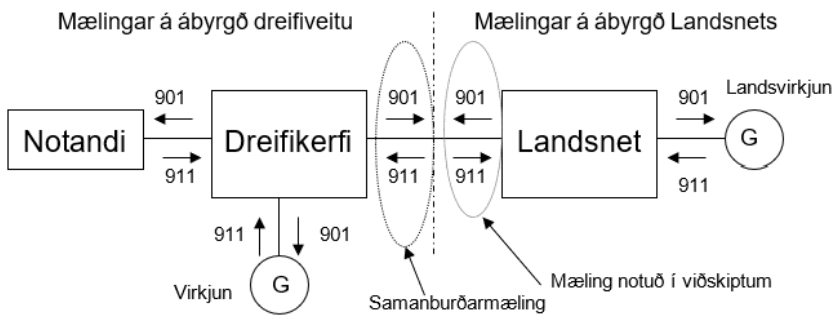 Mælingar á ábyrgð dreifiveitu
Mælingar á ábyrgð Landsnets
Landsvirkjun
901
901
901
901
Notandi
Dreifikerfi
Landsnet
G
911
911
911
911
911
901
G
Virkjun
Samanburðarmæling
Mæling notuð í viðskiptum